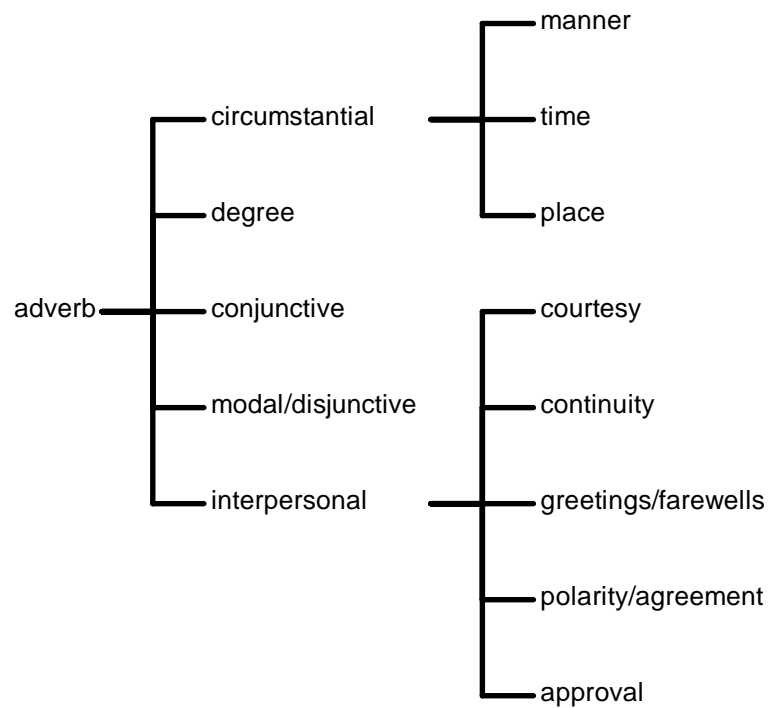 manner
circumstantial
time
degree
place
adverb
conjunctive
courtesy
modal/disjunctive
continuity
interpersonal
greetings/farewells
polarity/agreement
approval